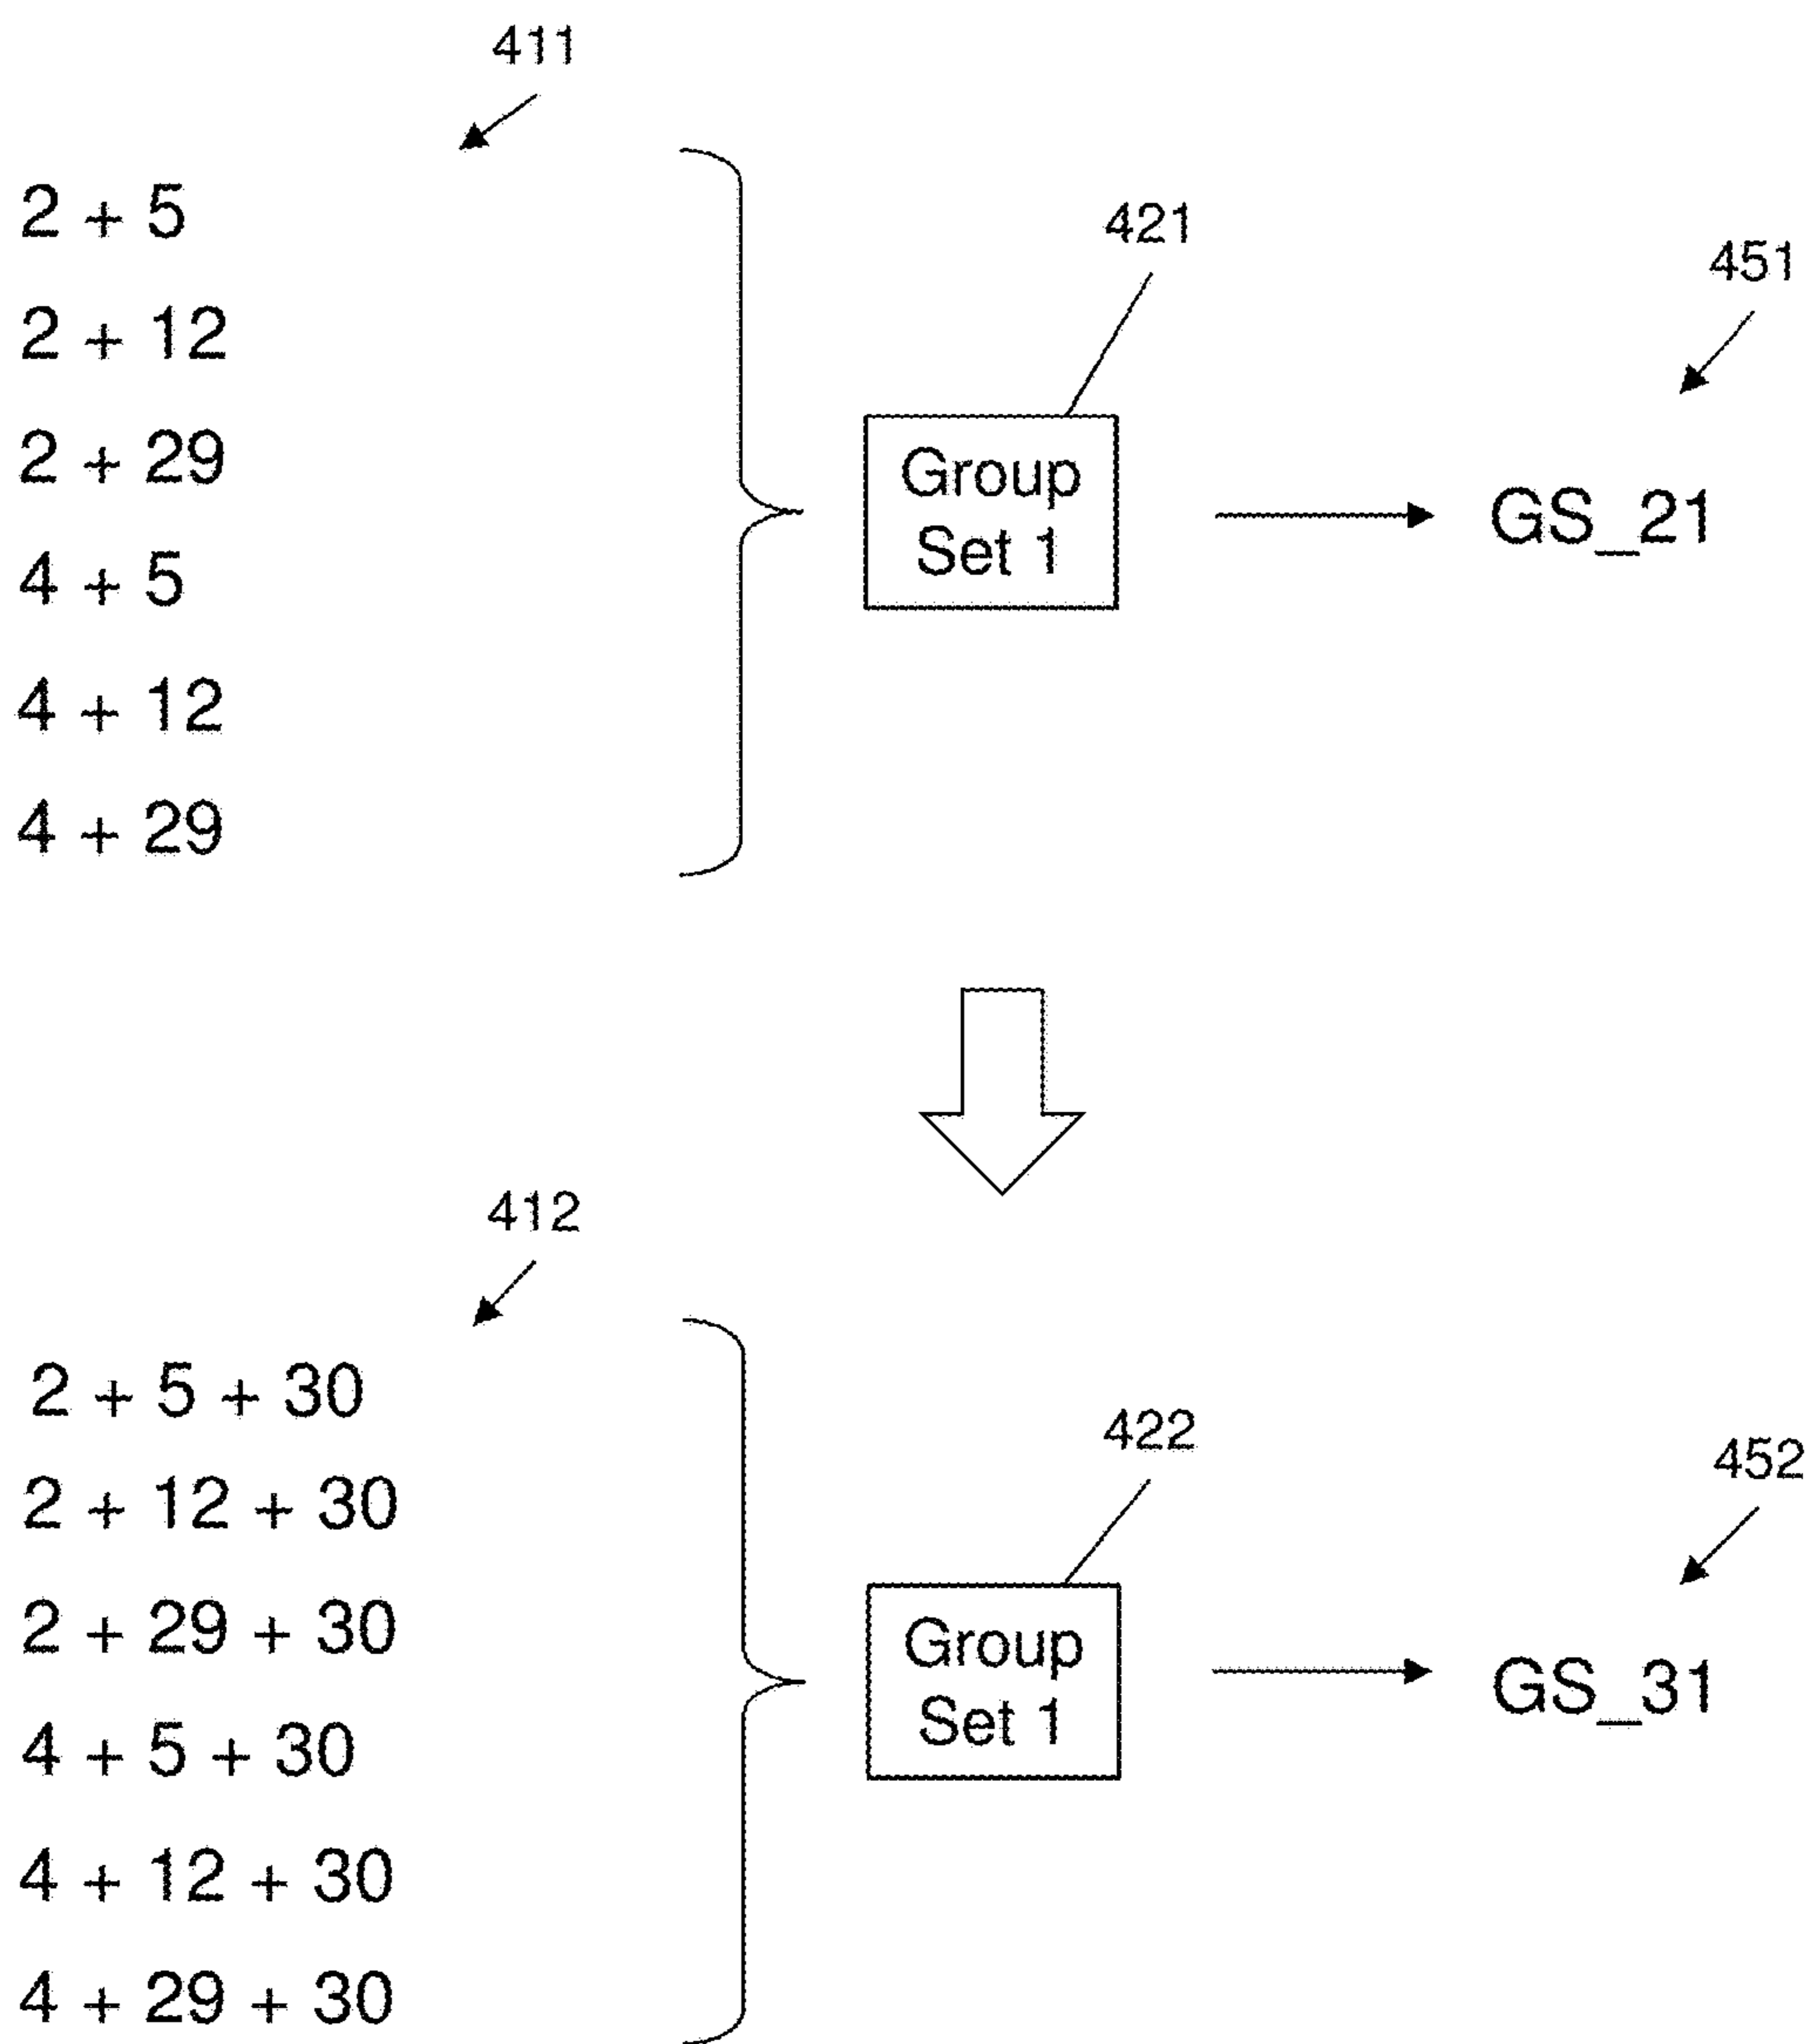 411
2 + 5
2 + 12
2 + 29
4 + 5
4 + 12
4 + 29
421
Group
Set 1
451
GS_21
412
2 + 5 + 30
2 + 12 + 30
2 + 29 + 30
4 + 5 + 30
4 + 12 + 30
4 + 29 + 30
422
Group
Set 1
452
GS_31